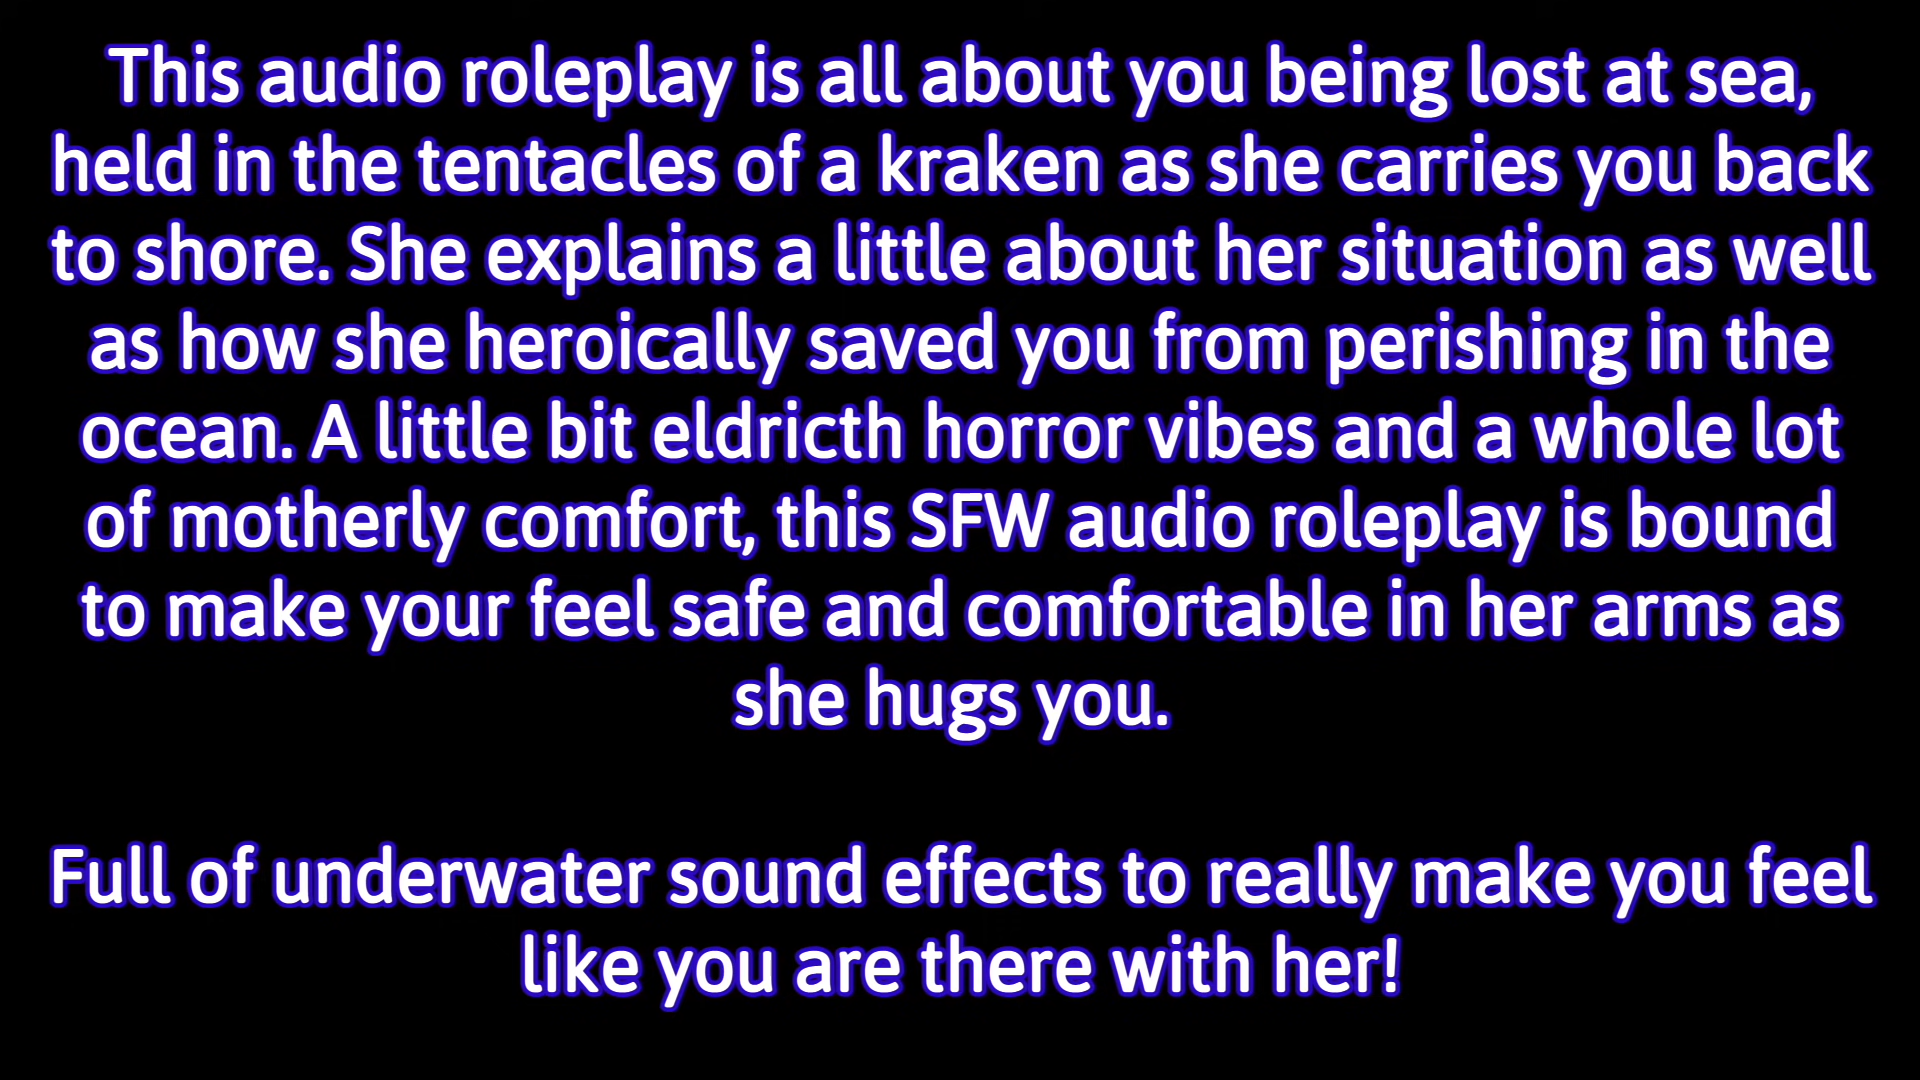 This audio roleplay is all about you being lost at sea,
held in the tentacles of a kraken as she carries you back
to shore. She explains a little about her situation as well
as how she heroically saved you from perishing in the
ocean. A little bit eldricth horror vibes and a whole lot
of motherly comfort, this SFW audio roleplay is bound
to make your feel safe and comfortable in her arms as
she hugs you.
Full of underwater sound effects to really make you feel
like you are there with her!